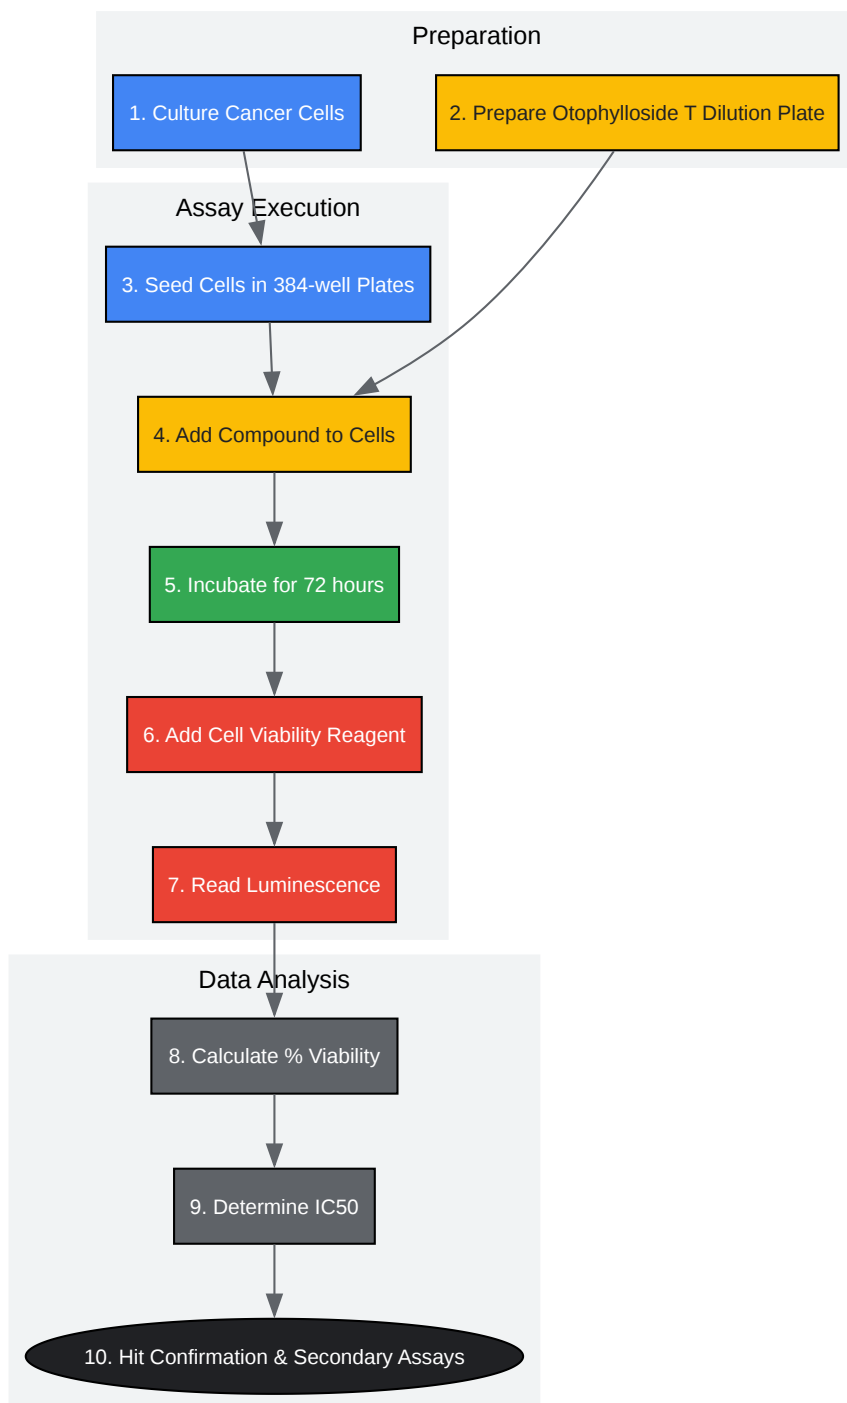 Preparation
1. Culture Cancer Cells
2. Prepare Otophylloside T Dilution Plate
Assay Execution
3. Seed Cells in 384-well Plates
4. Add Compound to Cells
5. Incubate for 72 hours
6. Add Cell Viability Reagent
7. Read Luminescence
Data Analysis
8. Calculate % Viability
9. Determine IC50
10. Hit Confirmation & Secondary Assays